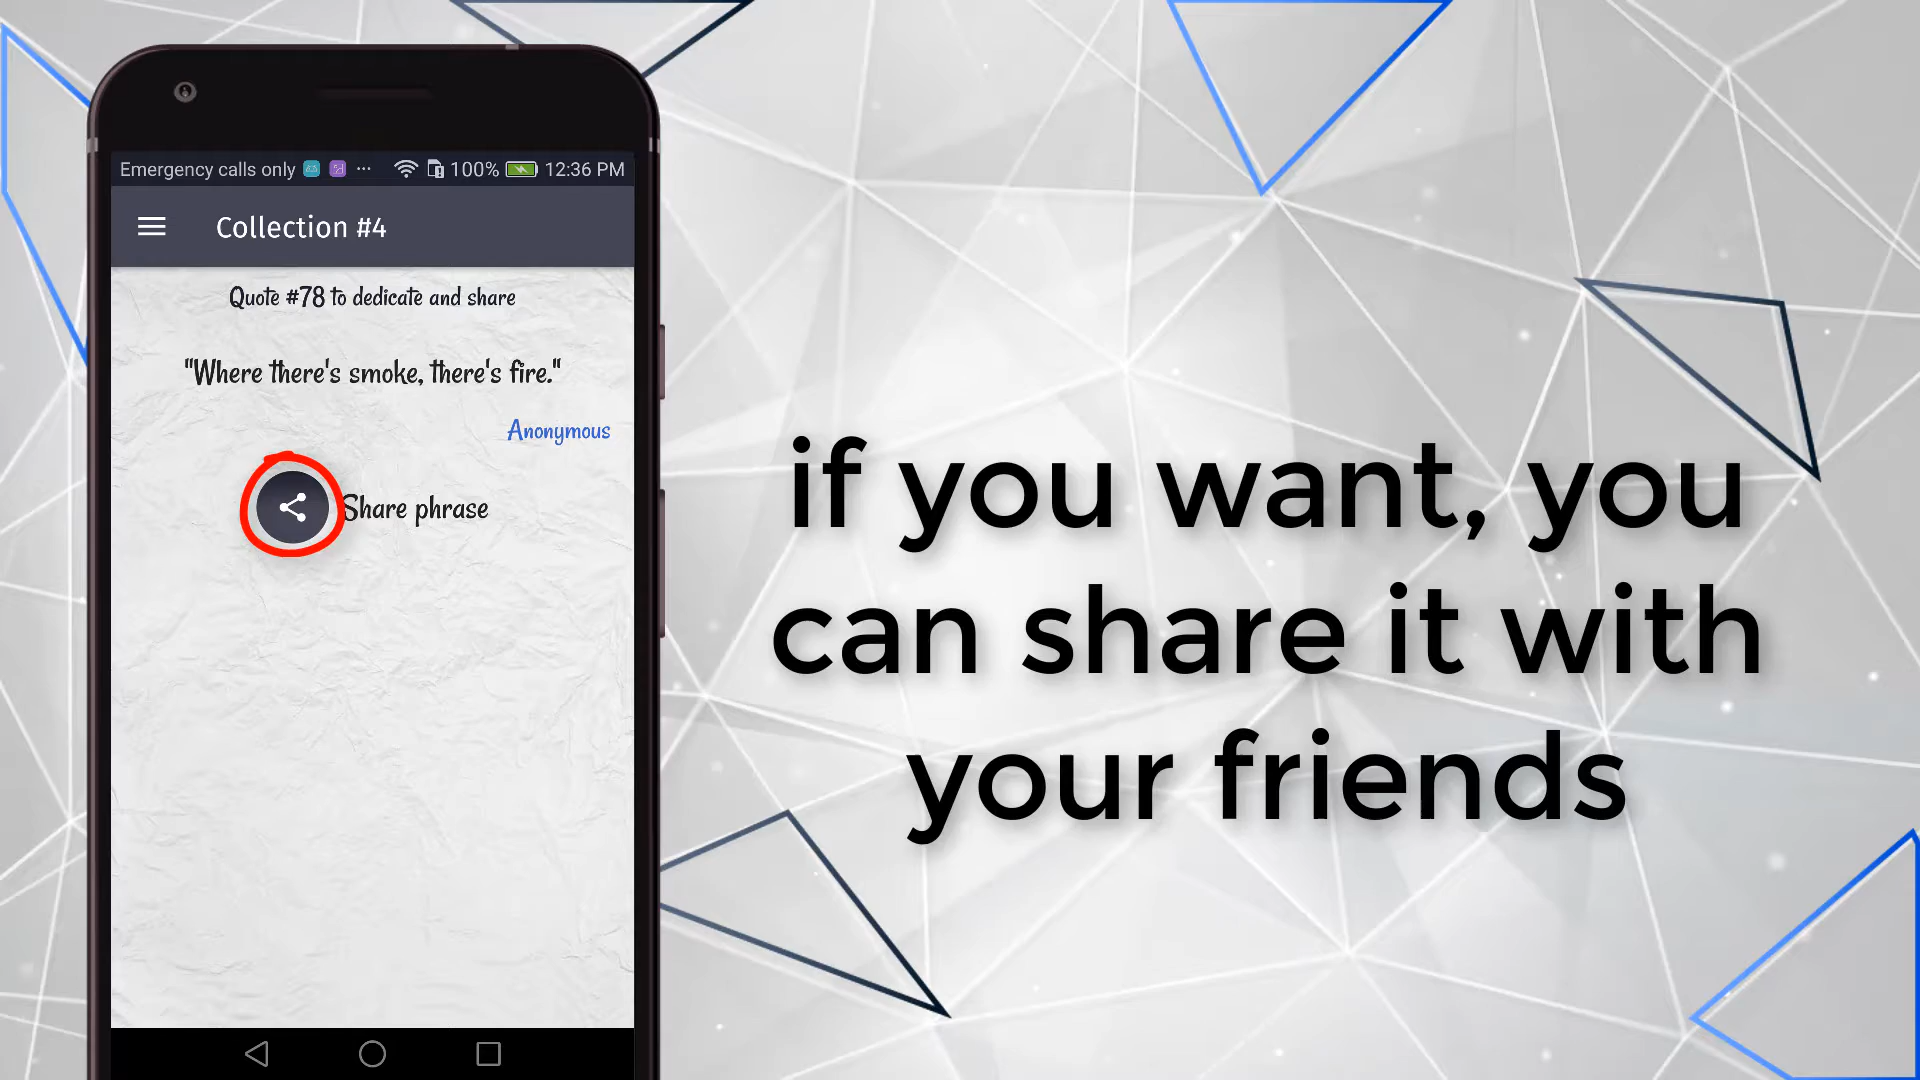 Emergency calls only ... 100% 12:36 PM
Collection #4
Quote #78 to dedicate and share
"Where there's smoke, there's fire."
Anonymous
Share phrase
if you want, you
can share it with
your friends